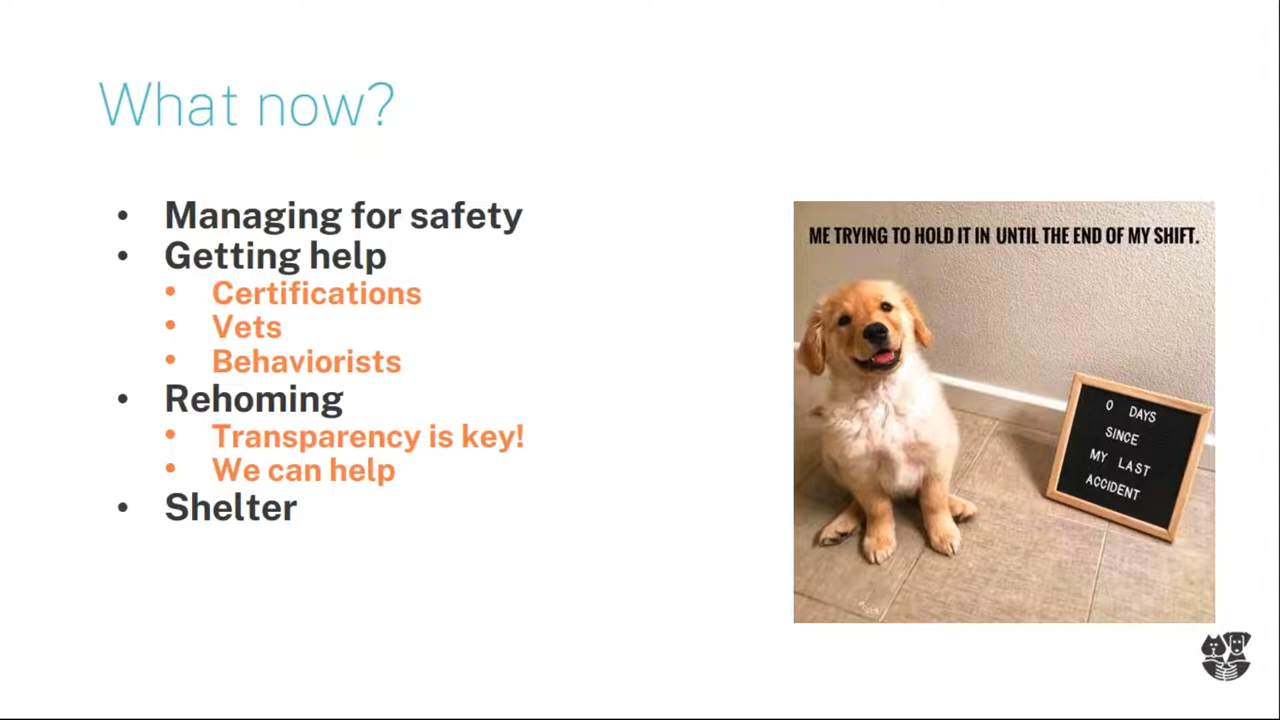 What now?
• Managing for safety
• Getting help
• Certifications
• Vets
• Behaviorists
• Rehoming
• Transparency is key!
• We can help
• Shelter
ME TRYING TO HOLD IT IN UNTIL THE END OF MY SHIFT.
0 DAYS
SINCE
MY LAST
ACCIDENT